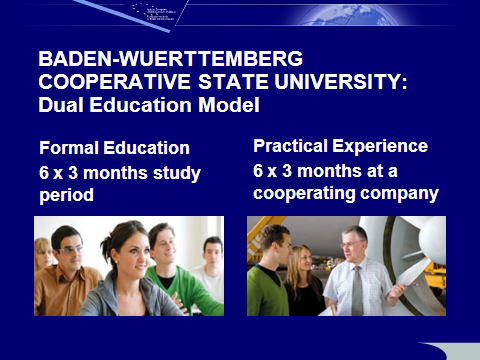 BADEN-WUERTTEMBERG
COOPERATIVE STATE UNIVERSITY:
Dual Education Model
Formal Education
6 x 3 months study
period
Practical Experience
6 x 3 months at a
cooperating company